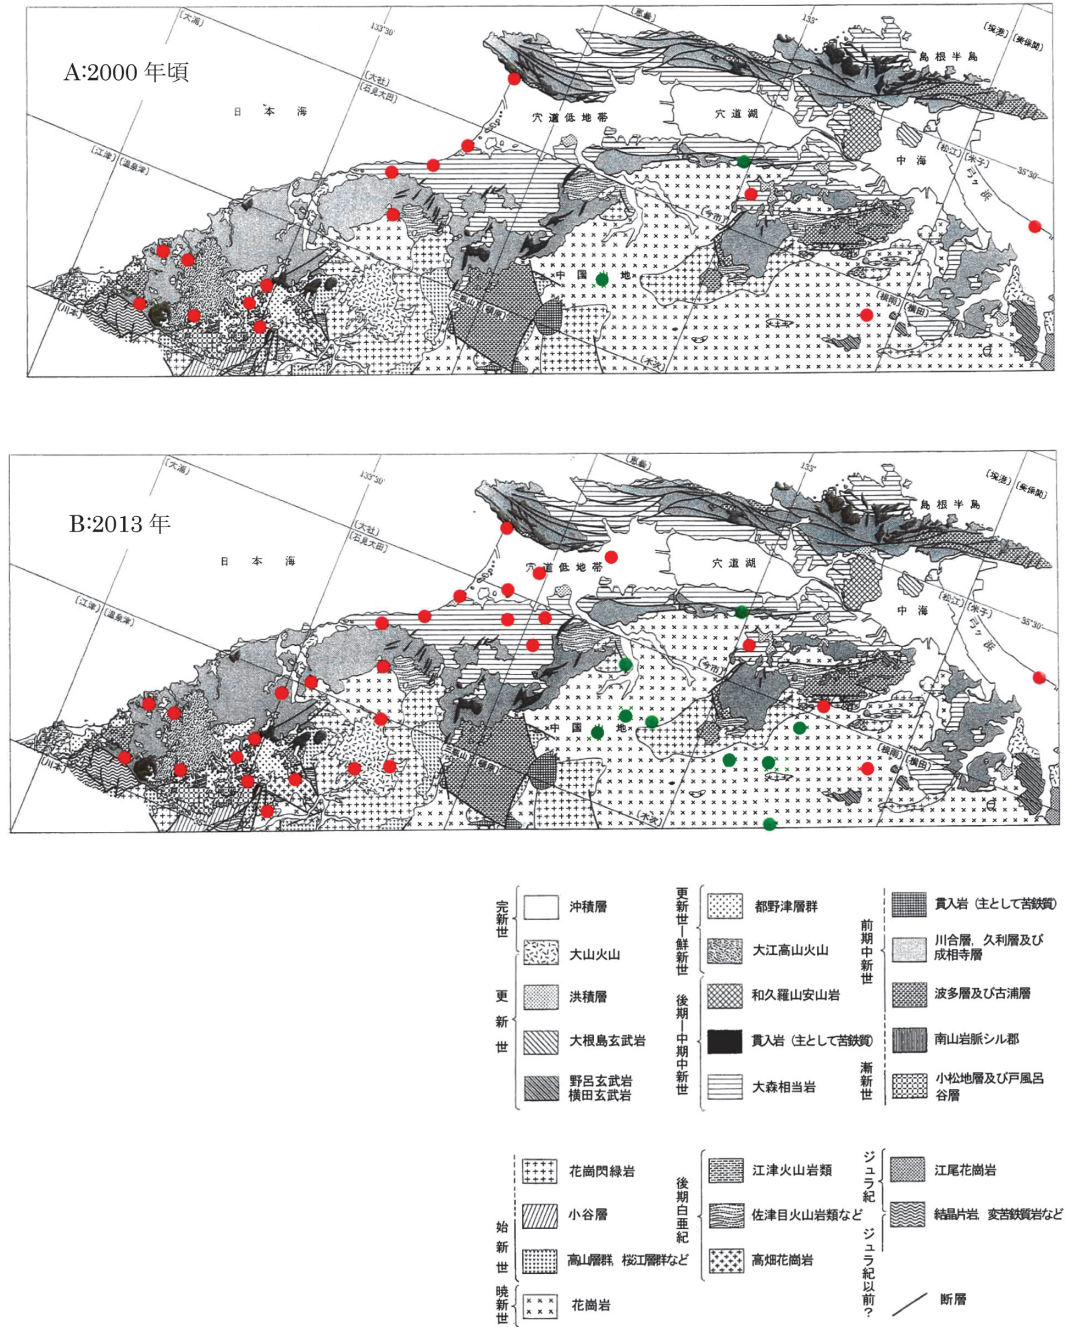 A:2000 年頃
〔大潟〕
133°30′
〔大社〕
〔石見大田〕
〔恵曇〕
133°
〔境港〕〔美保関〕
島根半島
日本海
穴道低地帯
穴道湖
中海
〔松江〕〔米子〕
35°30′
弓ヶ浜
〔江津〕〔温泉津〕
〔今市〕
中国地
〔川本〕
〔木次〕
〔根雨〕〔横田〕
B:2013 年
〔大潟〕
133°30′
〔大社〕
〔石見大田〕
〔恵曇〕
133°
〔境港〕〔美保関〕
島根半島
日本海
穴道低地帯
穴道湖
中海
〔松江〕〔米子〕
35°30′
弓ヶ浜
〔江津〕〔温泉津〕
〔今市〕
中国地
〔川本〕
〔木次〕
〔根雨〕〔横田〕
完新世
沖積層
更新世
大山火山
洪積層
大根島玄武岩
野呂玄武岩
横田玄武岩
更新世―鮮新世
都野津層群
大江高山火山
後期―中期中新世
和久羅山安山岩
貫入岩（主として苦鉄質）
大森相当岩
前期中新世
貫入岩（主として苦鉄質）
川合層，久利層及び
成相寺層
波多層及び古浦層
漸新世
南山岩脈シル郡
小松地層及び戸風呂
谷層
花崗閃緑岩
始新世
小谷層
高山層群，桜江層群など
暁新世
花崗岩
後期白亜紀
江津火山岩類
佐津目火山岩類など
高畑花崗岩
ジュラ紀
江尾花崗岩
ジュラ紀以前？
結晶片岩，変苦鉄質岩など
断層